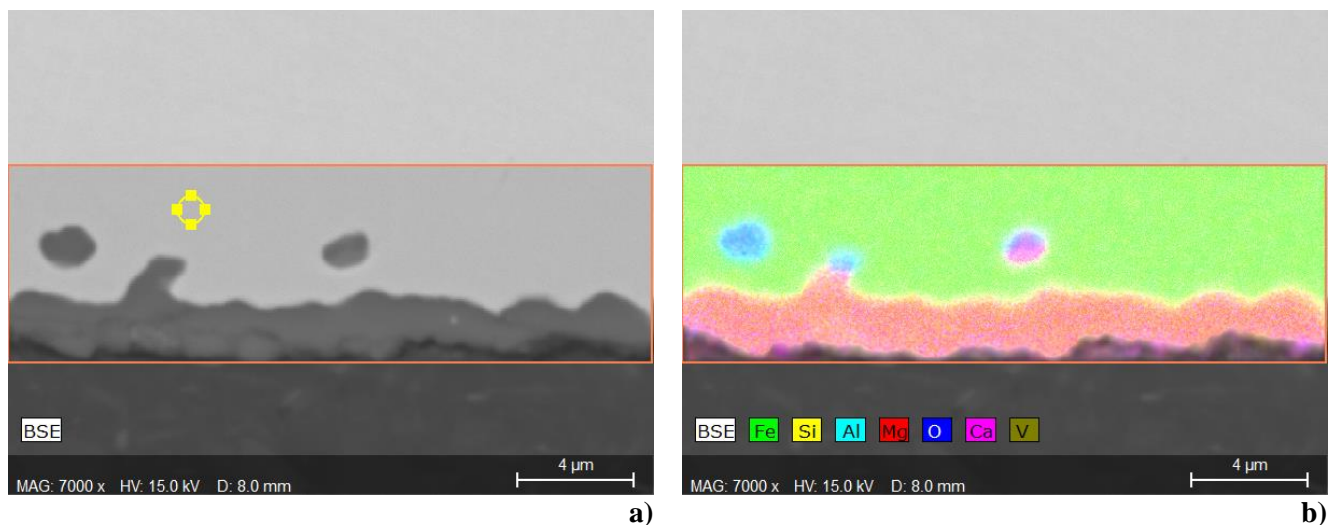 BSE
4 µm
MAG: 7000 x HV: 15.0 kV D: 8.0 mm
a)
BSE Fe Si Al Mg O Ca V
4 µm
MAG: 7000 x HV: 15.0 kV D: 8.0 mm
b)